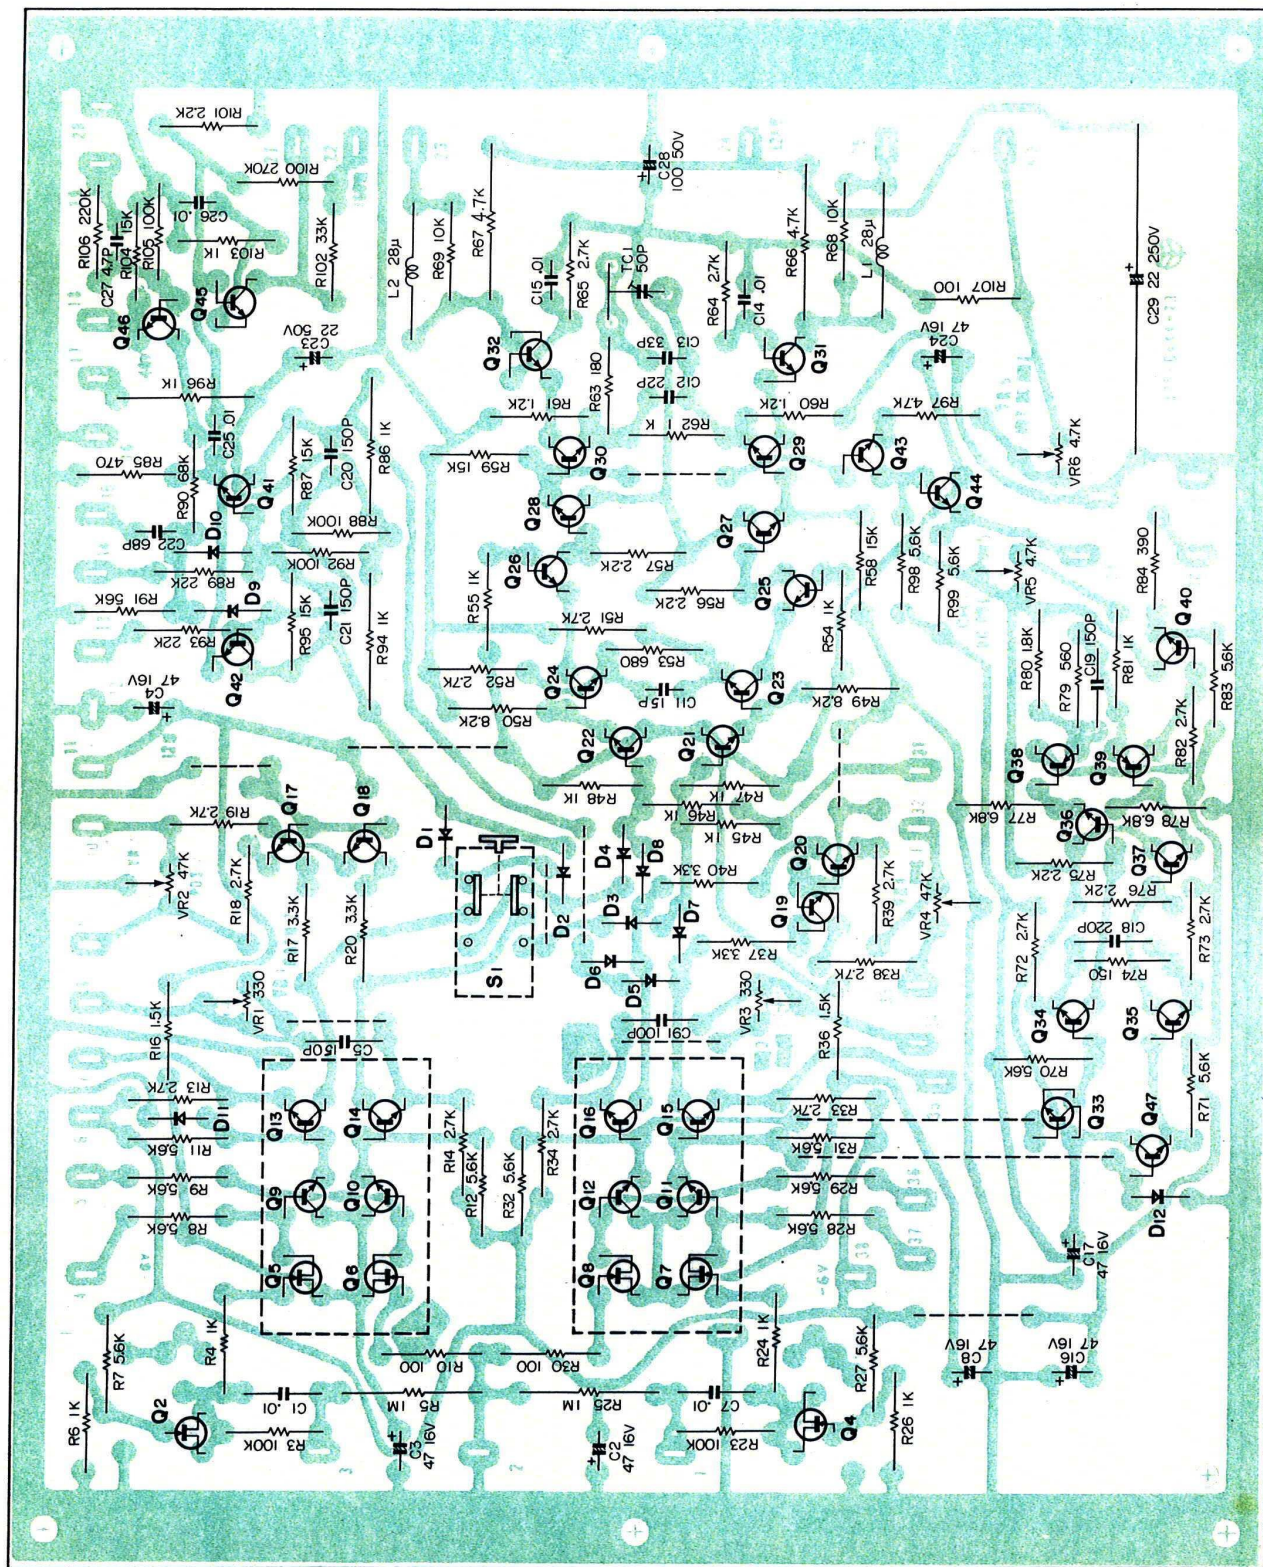 R101 2.2K
R100 270K
R106 220K
C27 4.7P
R104 15K
R105 100K
C26 .01
R103 1K
R102 33K
Q46
Q45
C23
22 50V
L2 28µ
R69 10K
R67 4.7K
C28
100 50V
C15 .01
R65 2.7K
TC1
50P
R64 2.7K
C14 .01
R66 4.7K
R68 10K
L1 28µ
R107 100
C29 22 250V
Q32
Q31
C24
47 16V
R96 1K
C25 .01
R85 470
R90 68K
Q41
R87 15K
C20 150P
R86 1K
R61 1.2K
R63 180
C13 33P
C12 22P
R62 1K
R60 1.2K
R97 4.7K
R59 15K
Q30
Q29
Q43
VR6 4.7K
C22 68P
D10
R88 100K
R92 100K
Q28
Q27
Q44
R89 22K
R91 56K
D9
R93 22K
Q42
R95 15K
C21 150P
R94 1K
Q26
R57 2.2K
R55 1K
R56 2.2K
Q25
R58 15K
R98 5.6K
R99 5.6K
VR5 4.7K
R84 390
R51 2.7K
R53 680
R54 1K
R52 2.7K
Q24
C11 15P
Q23
R49 8.2K
R80 1.8K
R79 560
C19 150P
R81 1K
Q40
R83 5.6K
C4
47 16V
R50 8.2K
Q22
Q21
Q38
Q39
R82 2.7K
R19 2.7K
Q17
Q18
D1
R48 1K
R47 1K
R46 1K
R45 1K
R77 6.8K
Q36
R78 6.8K
VR2 47K
R18 2.7K
R17 3.3K
R20 3.3K
S1
D2
D4
D8
D3
D7
R40 3.3K
Q20
Q19
R39 2.7K
VR4 47K
R75 2.2K
Q37
R76 2.2K
D6
D5
R37 3.3K
R38 2.7K
R72 2.7K
C18 220P
R74 150
R73 2.7K
R16 1.5K
VR1 330
C5 150P
C9 100P
VR3 330
R36 1.5K
Q34
Q35
R70 5.6K
R71 5.6K
R13 2.7K
D11
R11 5.6K
Q13
Q14
R14 2.7K
R12 5.6K
R32 5.6K
R34 2.7K
Q16
Q15
R33 2.7K
R31 5.6K
Q33
Q47
D12
R9 5.6K
R8 5.6K
Q9
Q10
Q12
Q11
R29 5.6K
R28 5.6K
Q5
Q6
Q8
Q7
C17
47 16V
R7 5.6K
R4 1K
R10 100
R30 100
R24 1K
R27 5.6K
C8
47 16V
C16
47 16V
R6 1K
Q2
C1 .01
R3 100K
R5 1M
C3
47 16V
R25 1M
C2
47 16V
C7 .01
R23 100K
Q4
R26 1K